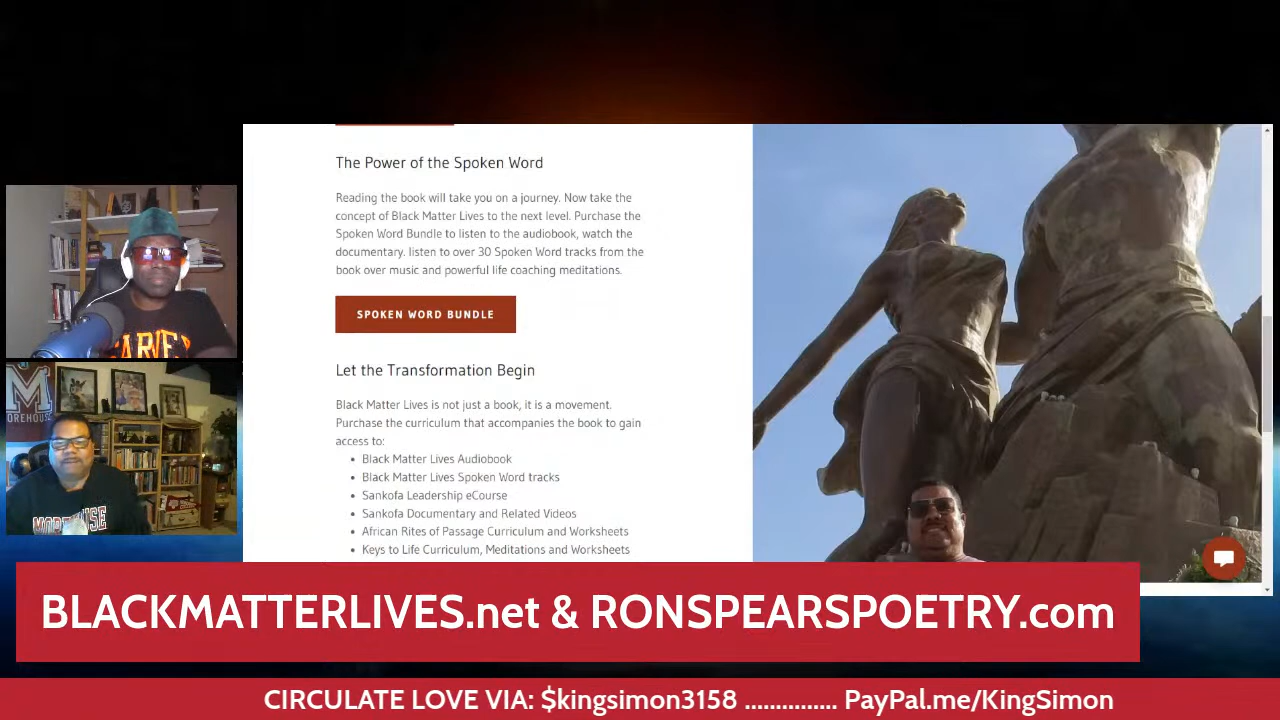 The Power of the Spoken Word
Reading the book will take you on a journey. Now take the
concept of Black Matter Lives to the next level. Purchase the
Spoken Word Bundle to listen to the audiobook, watch the
documentary. listen to over 30 Spoken Word tracks from the
book over music and powerful life coaching meditations.
SPOKEN WORD BUNDLE
Let the Transformation Begin
Black Matter Lives is not just a book, it is a movement.
Purchase the curriculum that accompanies the book to gain
access to:
• Black Matter Lives Audiobook
• Black Matter Lives Spoken Word tracks
• Sankofa Leadership eCourse
• Sankofa Documentary and Related Videos
• African Rites of Passage Curriculum and Worksheets
• Keys to Life Curriculum, Meditations and Worksheets
M
BLACKMATTERLIVES.net & RONSPEARSPOETRY.com
CIRCULATE LOVE VIA: $kingsimon3158 .............. PayPal.me/KingSimon